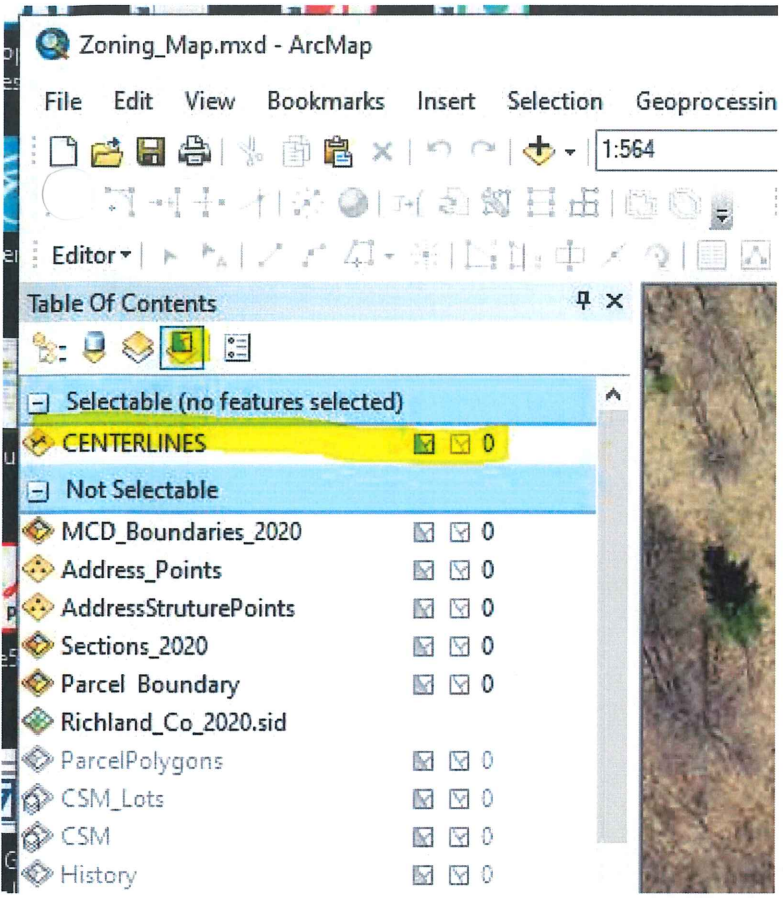 Zoning_Map.mxd - ArcMap
File Edit View Bookmarks Insert Selection Geoprocessin
1:564
Editor
Table Of Contents
Selectable (no features selected)
CENTERLINES 0
Not Selectable
MCD_Boundaries_2020 0
Address_Points 0
AddressStruturePoints 0
Sections_2020 0
Parcel Boundary 0
Richland_Co_2020.sid
ParcelPolygons 0
CSM_Lots 0
CSM 0
History 0